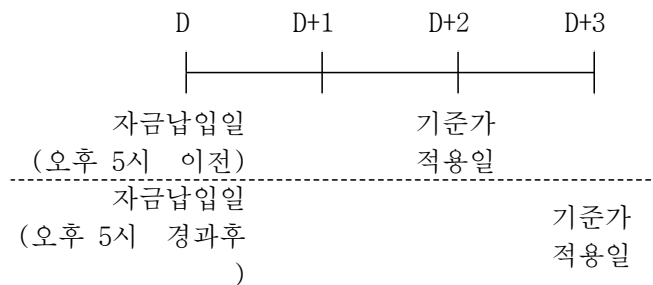 D D+1 D+2 D+3
자금납입일 기준가
(오후 5시 이전) 적용일
자금납입일
(오후 5시 경과후
)
기준가
적용일